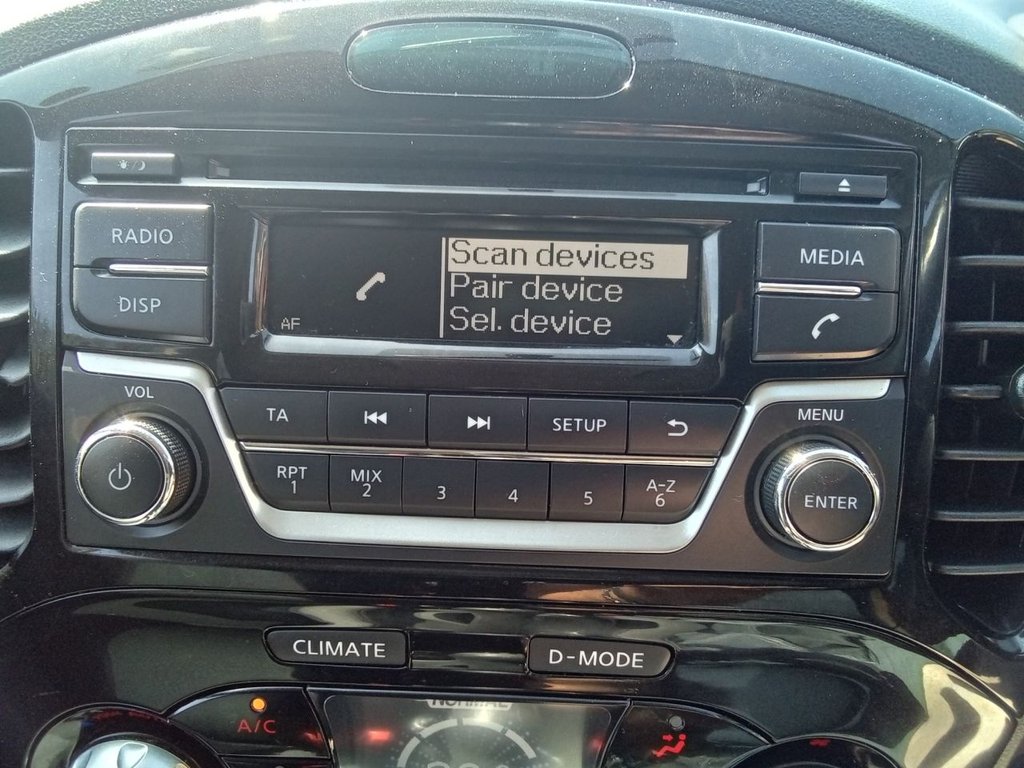 RADIO
DISP
AF
Scan devices
Pair device
Sel. device
MEDIA
VOL
TA
SETUP
MENU
RPT
1
MIX
2
3
4
5
A-Z
6
ENTER
CLIMATE
D-MODE
A/C
NORMAL